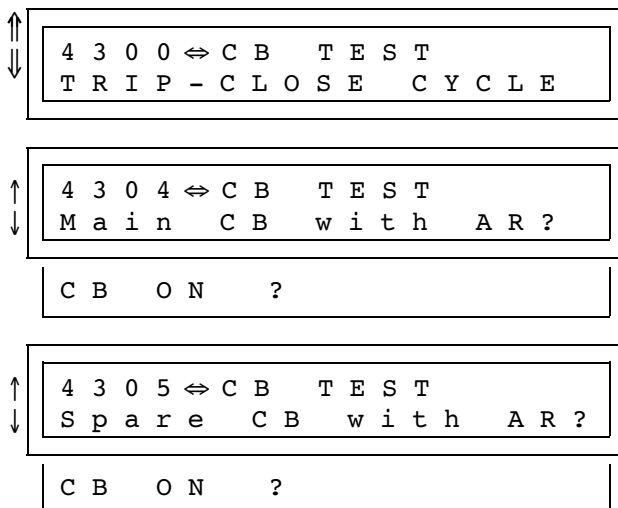 4300⇔CB TEST
TRIP-CLOSE CYCLE
4304⇔CB TEST
Main CB with AR?
CB ON ?
4305⇔CB TEST
Spare CB with AR?
CB ON ?